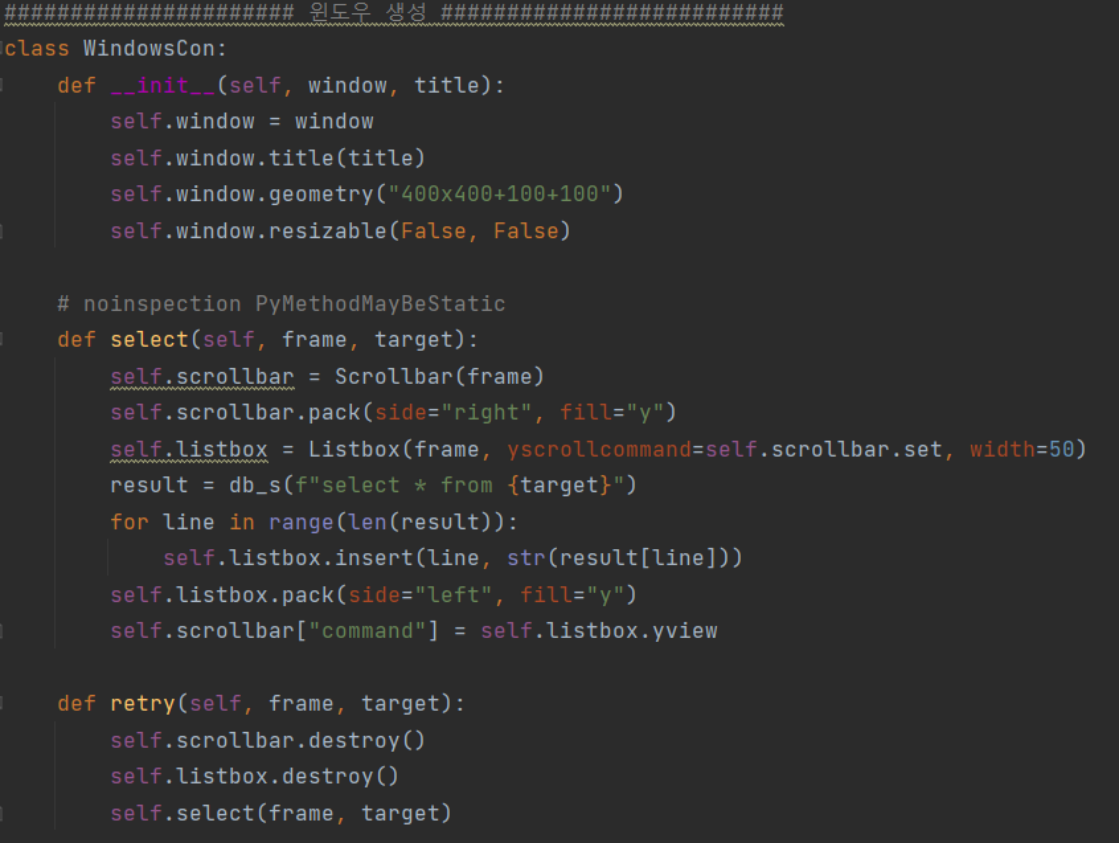 ###################### 윈도우 생성 ##########################
class WindowsCon:
    def __init__(self, window, title):
        self.window = window
        self.window.title(title)
        self.window.geometry("400x400+100+100")
        self.window.resizable(False, False)

    # noinspection PyMethodMayBeStatic
    def select(self, frame, target):
        self.scrollbar = Scrollbar(frame)
        self.scrollbar.pack(side="right", fill="y")
        self.listbox = Listbox(frame, yscrollcommand=self.scrollbar.set, width=50)
        result = db_s(f"select * from {target}")
        for line in range(len(result)):
            self.listbox.insert(line, str(result[line]))
        self.listbox.pack(side="left", fill="y")
        self.scrollbar["command"] = self.listbox.yview

    def retry(self, frame, target):
        self.scrollbar.destroy()
        self.listbox.destroy()
        self.select(frame, target)